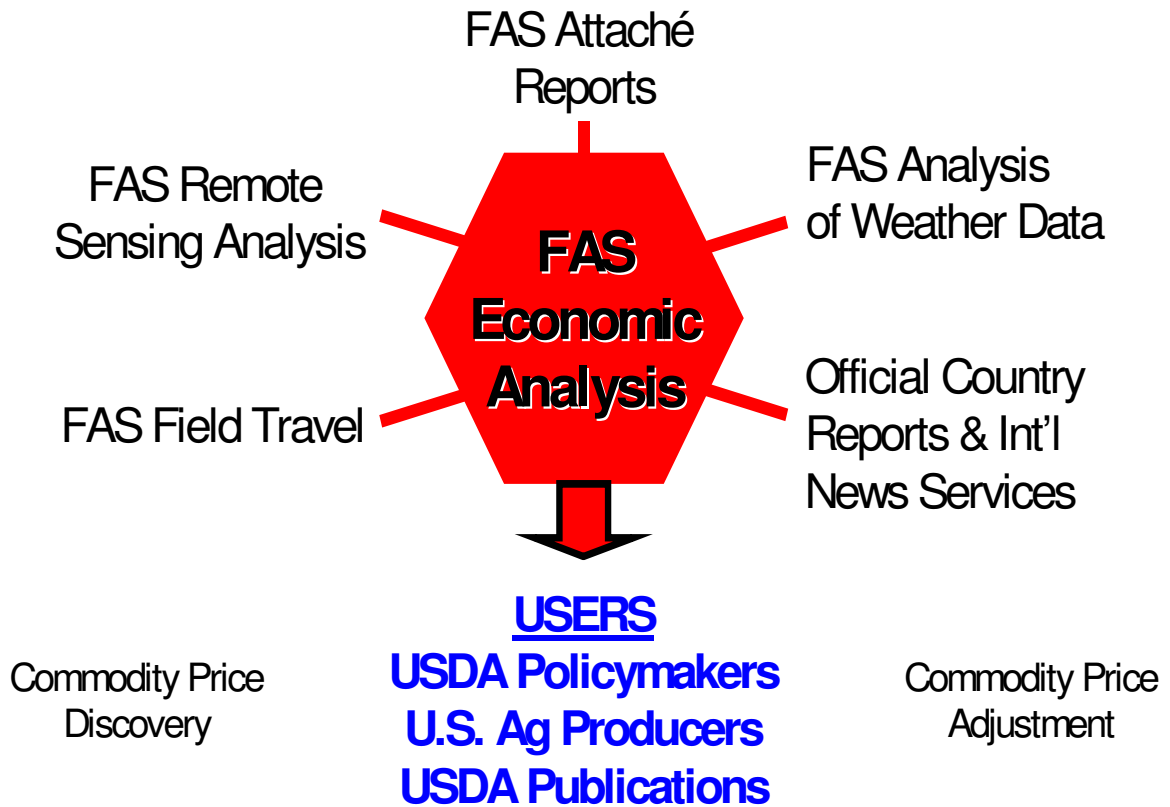 FAS Attaché
Reports
FAS Remote
Sensing Analysis
FAS Analysis
of Weather Data
FAS
Economic
Analysis
FAS Field Travel
Official Country
Reports & Int'l
News Services
USERS
USDA Policymakers
U.S. Ag Producers
USDA Publications
Commodity Price
Discovery
Commodity Price
Adjustment